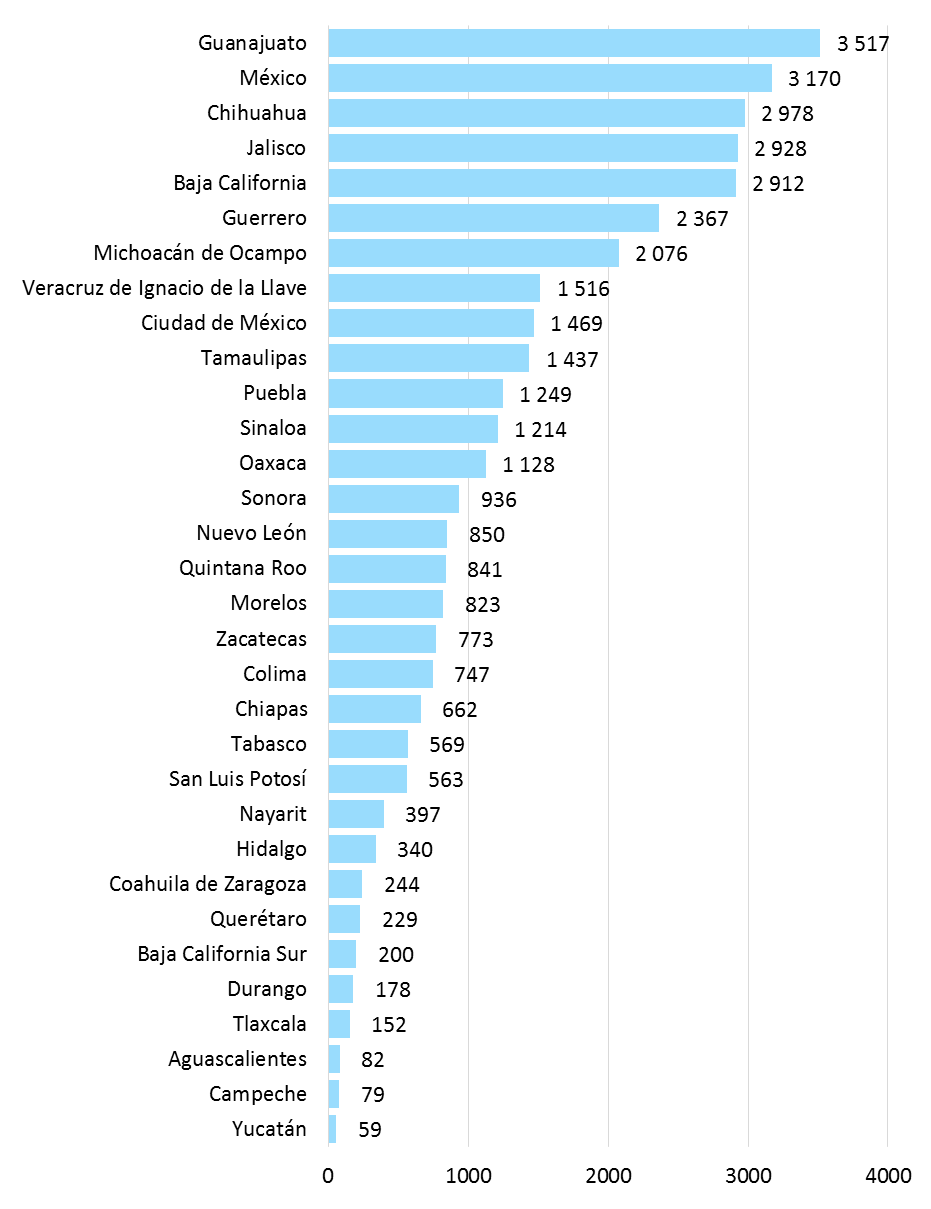 Guanajuato 3 517
México 3 170
Chihuahua 2 978
Jalisco 2 928
Baja California 2 912
Guerrero 2 367
Michoacán de Ocampo 2 076
Veracruz de Ignacio de la Llave 1 516
Ciudad de México 1 469
Tamaulipas 1 437
Puebla 1 249
Sinaloa 1 214
Oaxaca 1 128
Sonora 936
Nuevo León 850
Quintana Roo 841
Morelos 823
Zacatecas 773
Colima 747
Chiapas 662
Tabasco 569
San Luis Potosí 563
Nayarit 397
Hidalgo 340
Coahuila de Zaragoza 244
Querétaro 229
Baja California Sur 200
Durango 178
Tlaxcala 152
Aguascalientes 82
Campeche 79
Yucatán 59
0 1000 2000 3000 4000